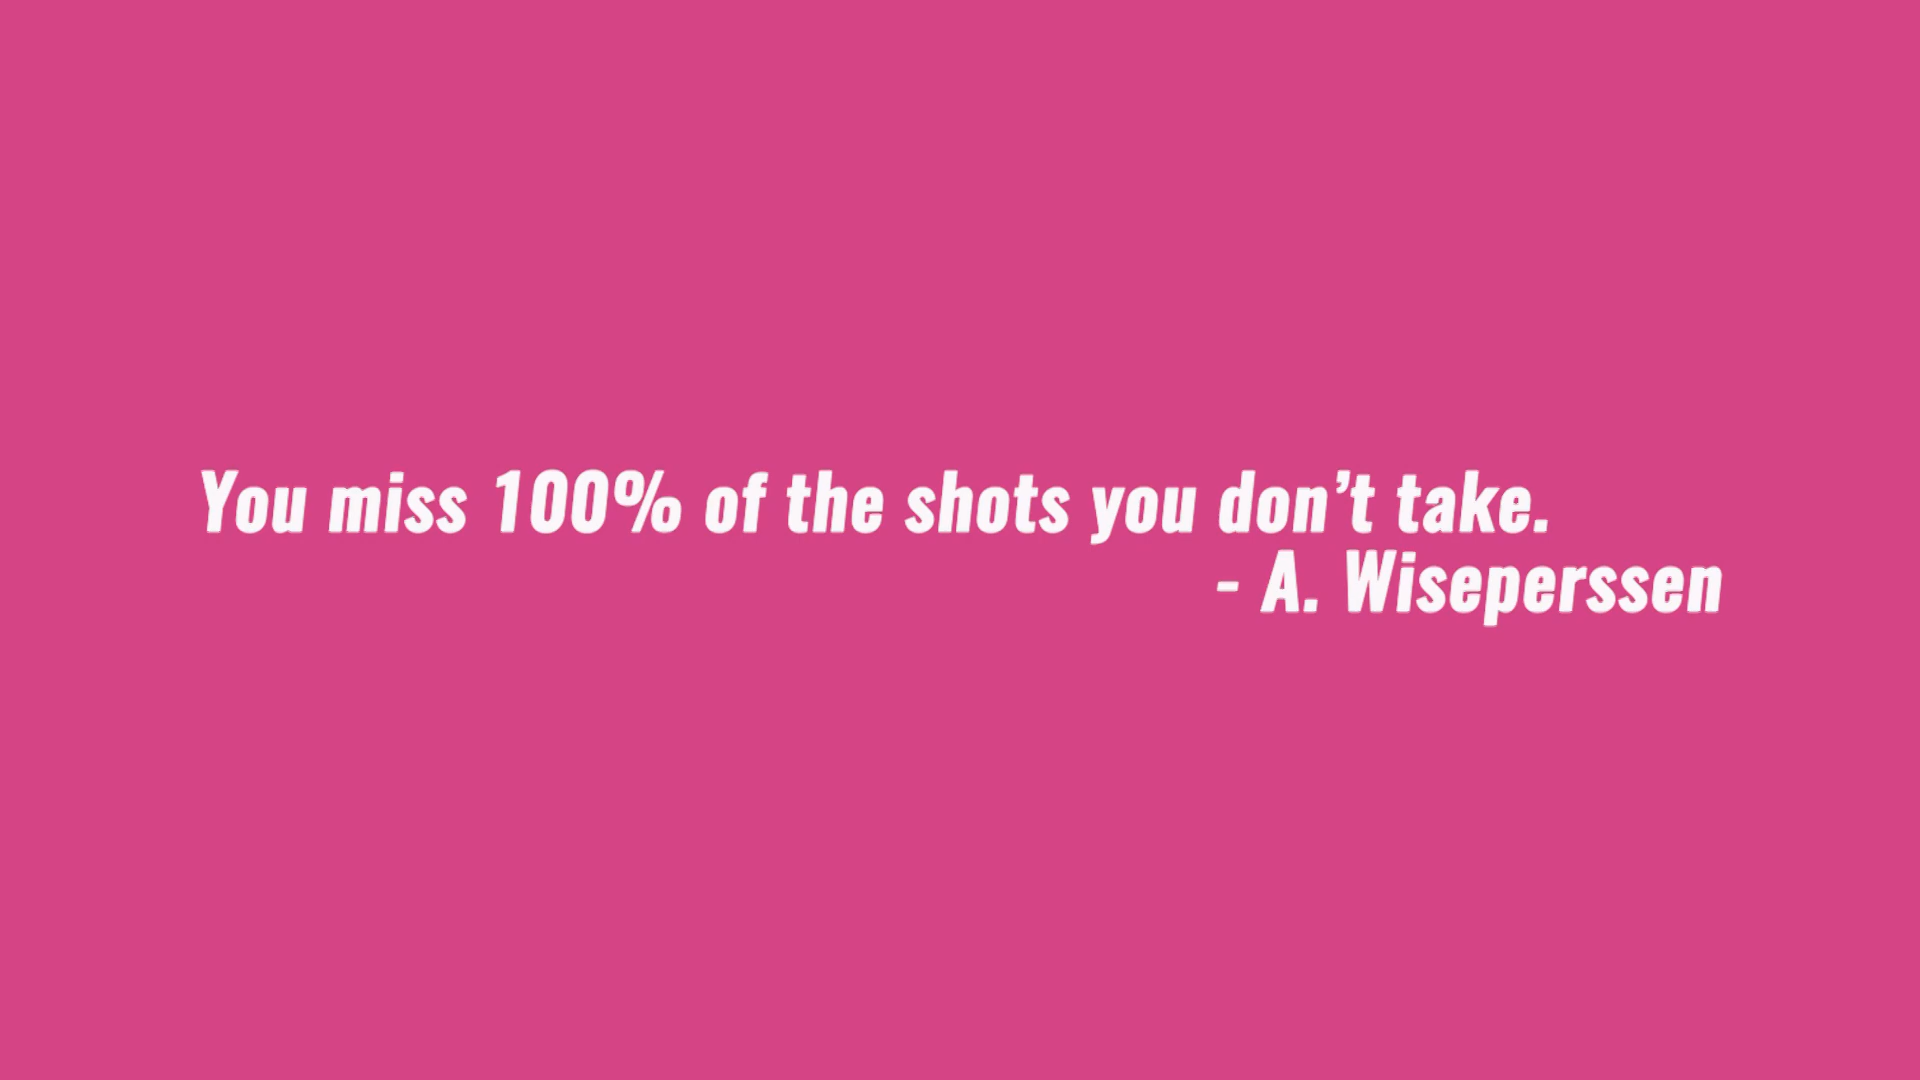 You miss 100% of the shots you don’t take.
- A. Wiseperssen